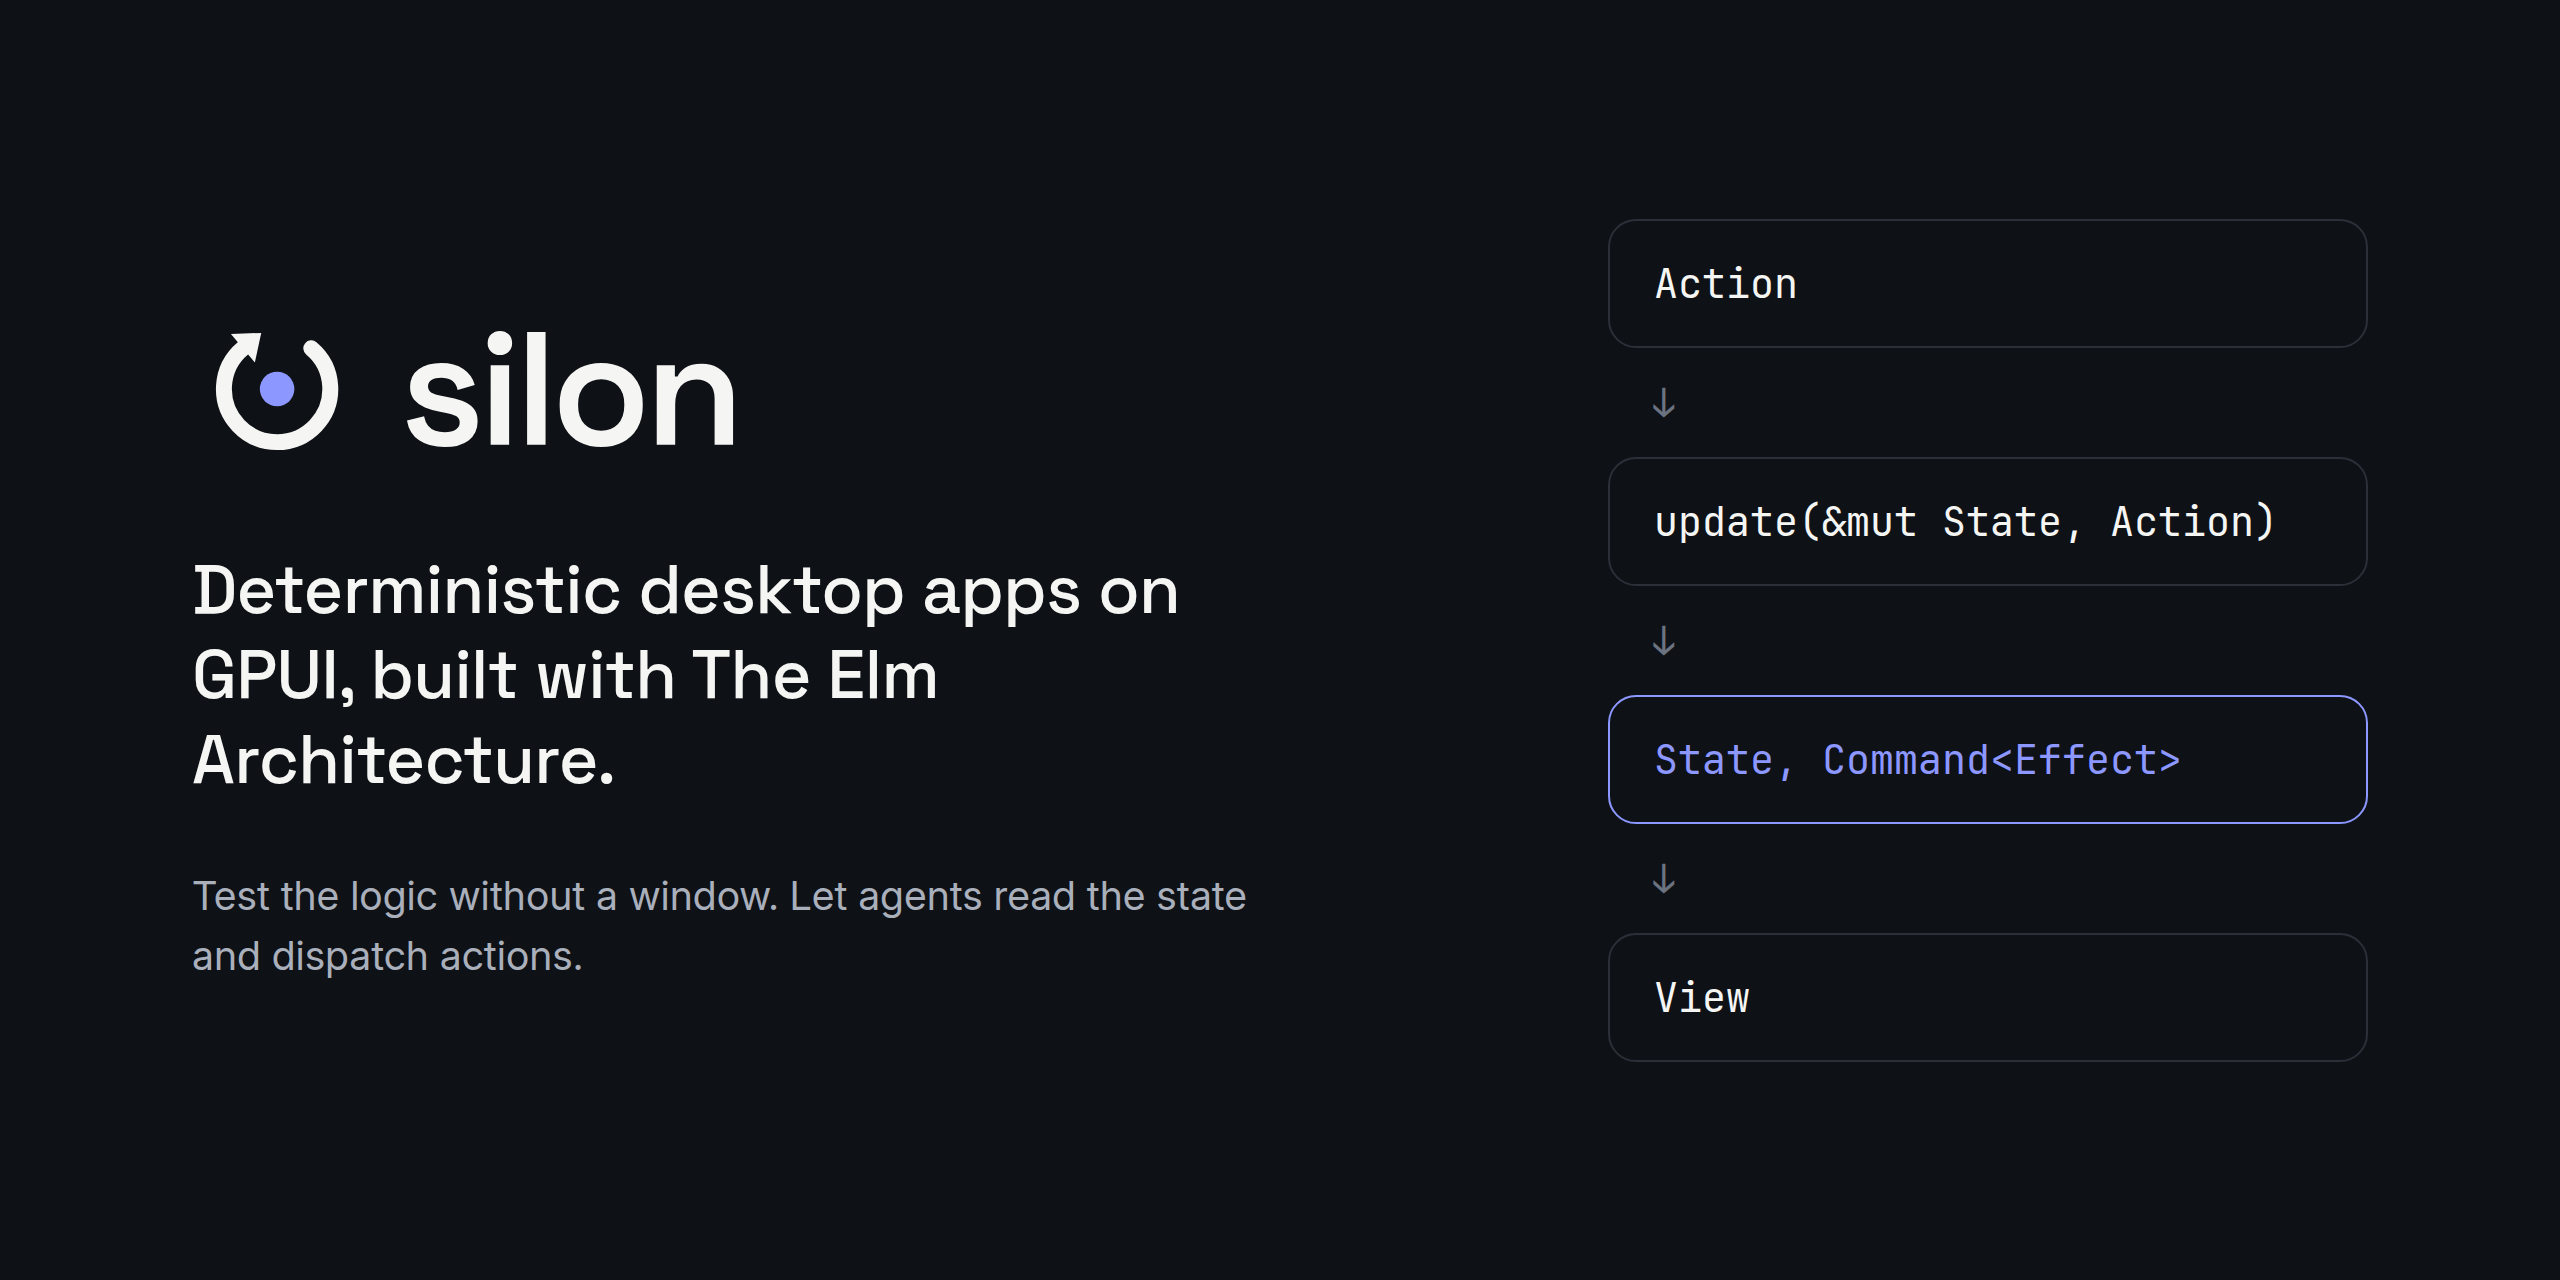 silon
Deterministic desktop apps on
GPUI, built with The Elm
Architecture.
Test the logic without a window. Let agents read the state
and dispatch actions.
Action
↓
update(&mut State, Action)
↓
State, Command<Effect>
↓
View